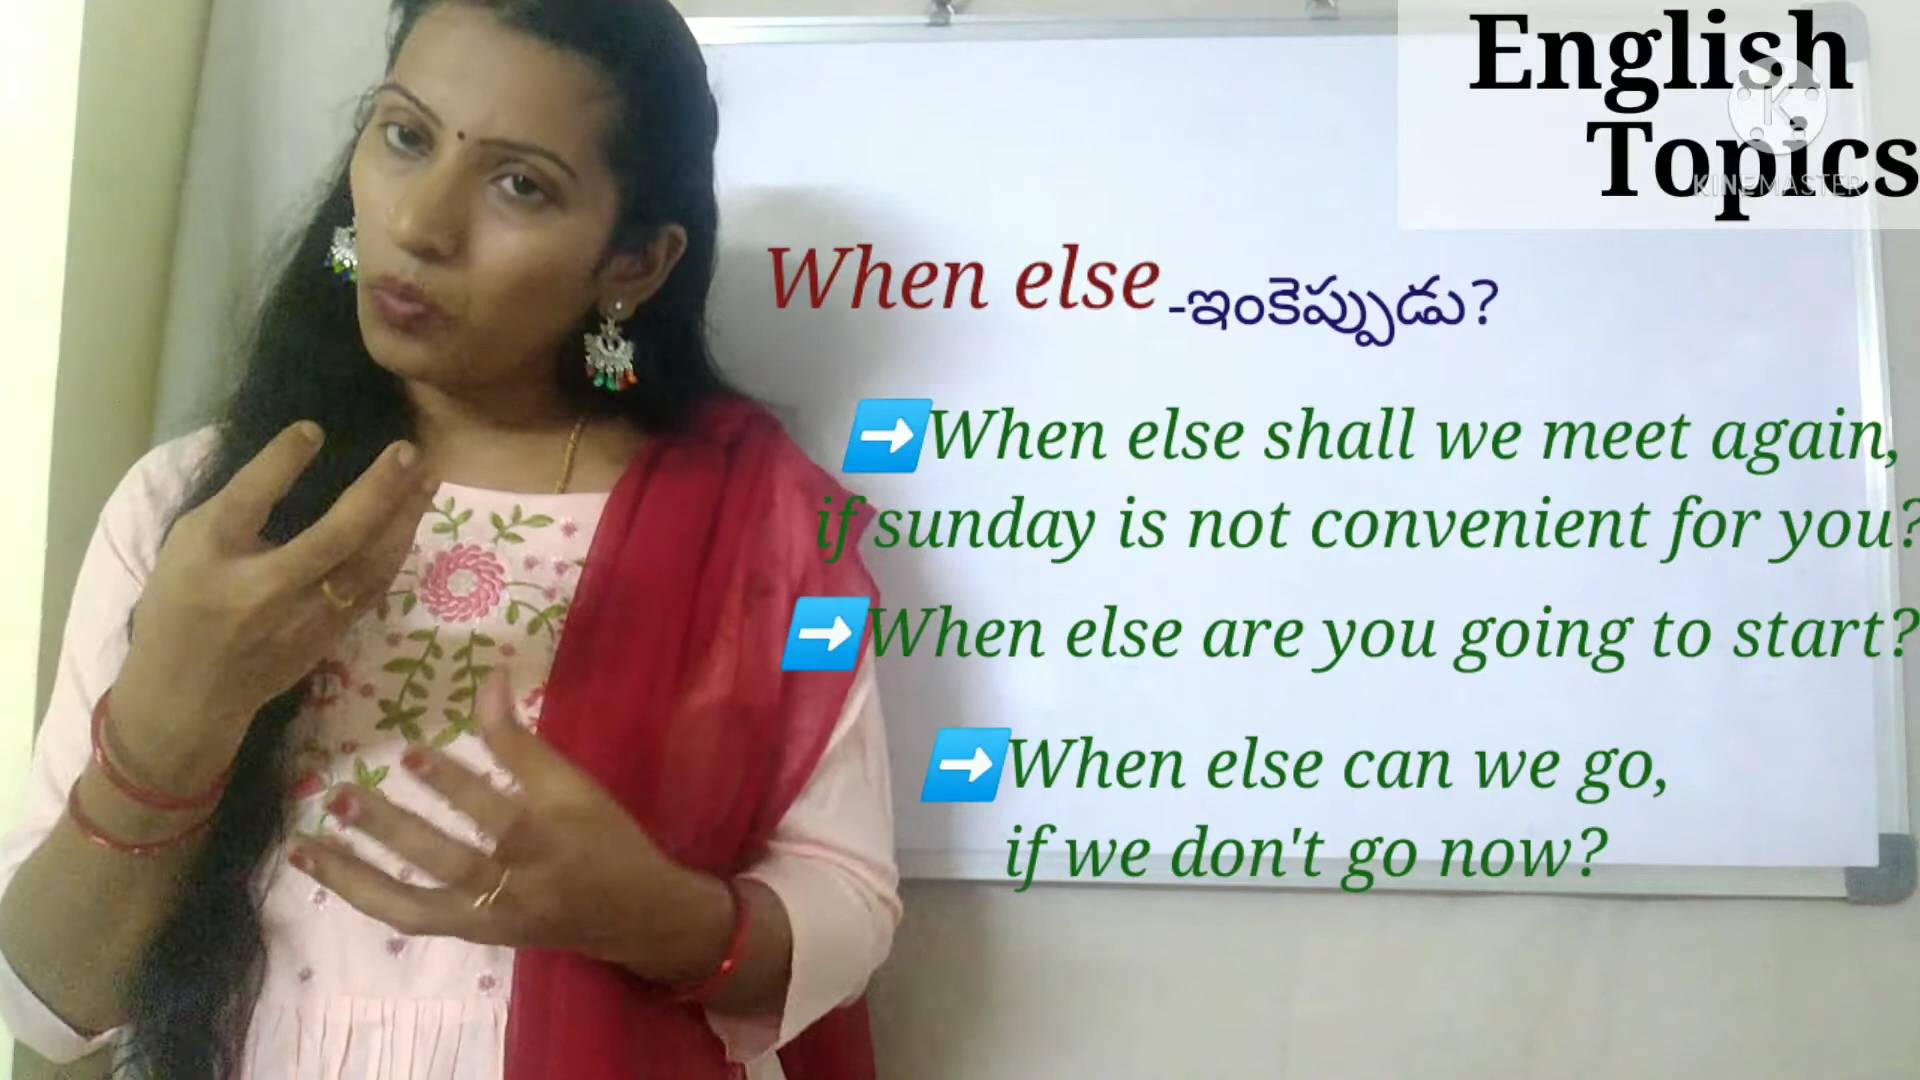 English
Topics
KINEMASTER
When else -ఇంకెప్పుడు?
➡When else shall we meet again,
if sunday is not convenient for you?
➡When else are you going to start?
➡When else can we go,
if we don't go now?